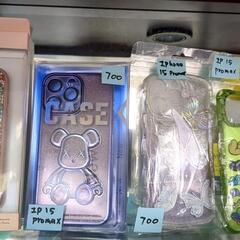 700
IPhone
15 Promax
IP 15
Promax
CASE
IP 15
Promax
700